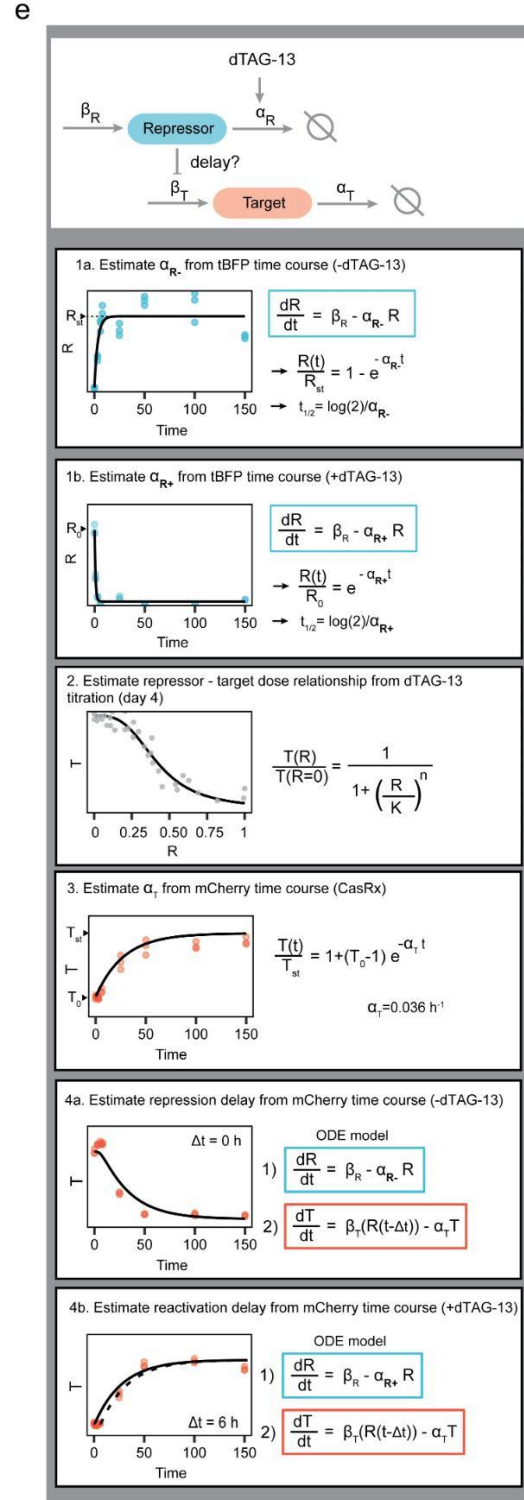 e
dTAG-13
β_R
Repressor
α_R
delay?
β_T
Target
α_T
1a. Estimate α_R- from tBFP time course (-dTAG-13)
R_st
R
0 50 100 150
Time
dR/dt = β_R - α_R- R
→ R(t)/R_st = 1 - e^(-α_R- t)
→ t_1/2 = log(2)/α_R-
1b. Estimate α_R+ from tBFP time course (+dTAG-13)
R_0
R
0 50 100 150
Time
dR/dt = β_R - α_R+ R
→ R(t)/R_0 = e^(-α_R+ t)
→ t_1/2 = log(2)/α_R+
2. Estimate repressor - target dose relationship from dTAG-13
titration (day 4)
T
0 0.25 0.50 0.75 1
R
T(R)/T(R=0) = 1/(1+(R/K)^n)
3. Estimate α_T from mCherry time course (CasRx)
T_st
T
T_0
0 50 100 150
Time
T(t)/T_st = 1+(T_0-1) e^(-α_T t)
α_T=0.036 h^-1
4a. Estimate repression delay from mCherry time course (-dTAG-13)
T
Δt = 0 h
0 50 100 150
Time
ODE model
1) dR/dt = β_R - α_R- R
2) dT/dt = β_T(R(t-Δt)) - α_T T
4b. Estimate reactivation delay from mCherry time course (+dTAG-13)
T
Δt = 6 h
0 50 100 150
Time
ODE model
1) dR/dt = β_R - α_R+ R
2) dT/dt = β_T(R(t-Δt)) - α_T T